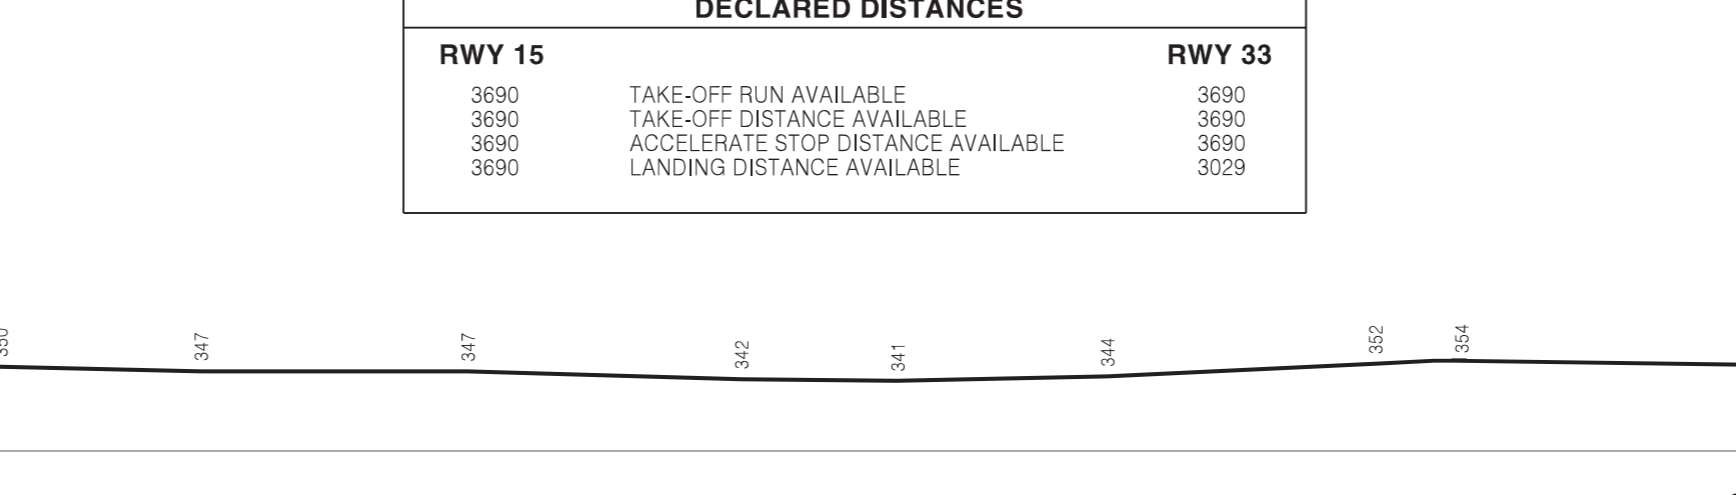 DECLARED DISTANCES
RWY 15 RWY 33
3690 TAKE-OFF RUN AVAILABLE 3690
3690 TAKE-OFF DISTANCE AVAILABLE 3690
3690 ACCELERATE STOP DISTANCE AVAILABLE 3690
3690 LANDING DISTANCE AVAILABLE 3029
350
347
347
342
341
344
352
354